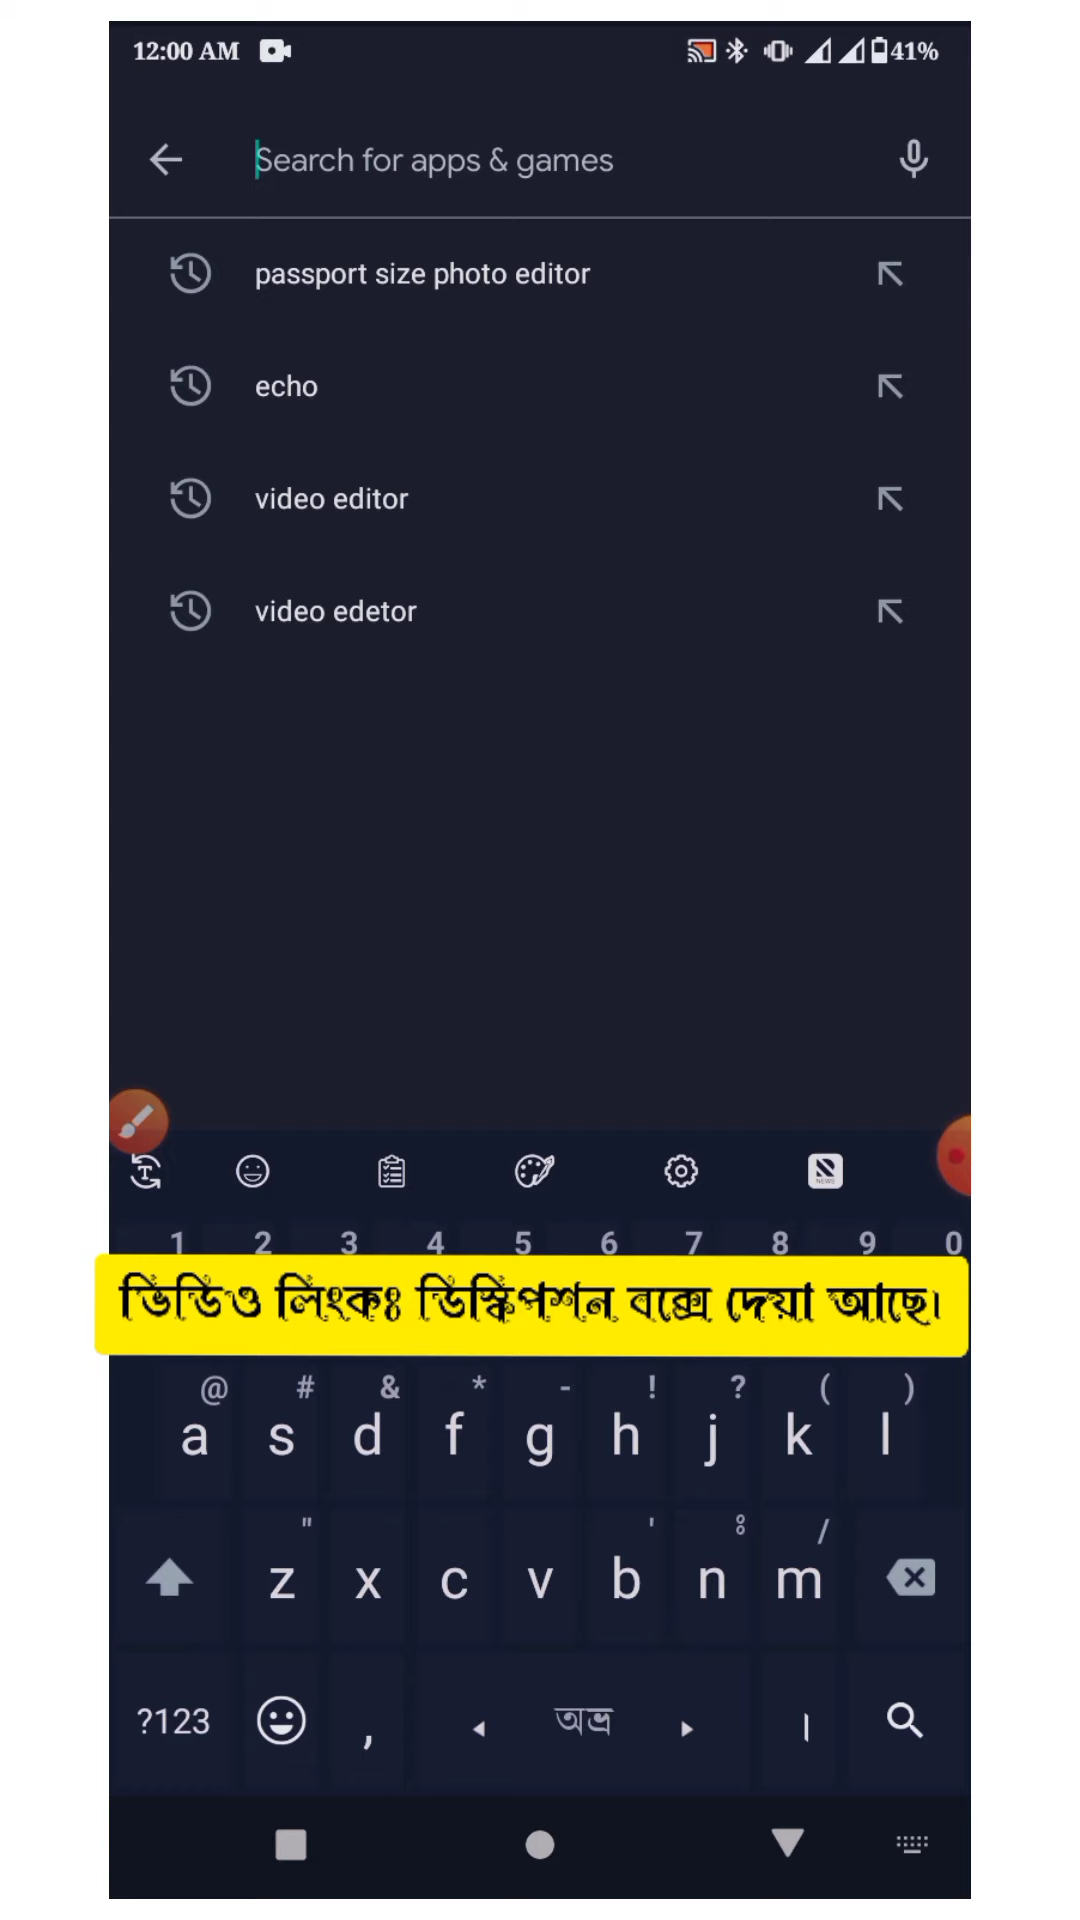 12:00 AM 41%
Search for apps & games
passport size photo editor
echo
video editor
video edetor
NEWS
1 2 3 4 5 6 7 8 9 0
ভিডিও লিংকঃ ডিস্ক্রিপশন বক্সে দেয়া আছে।
@ # & * - ! ? ( )
a s d f g h j k l
" ' ঃ /
z x c v b n m
?123 , অভ্র ।